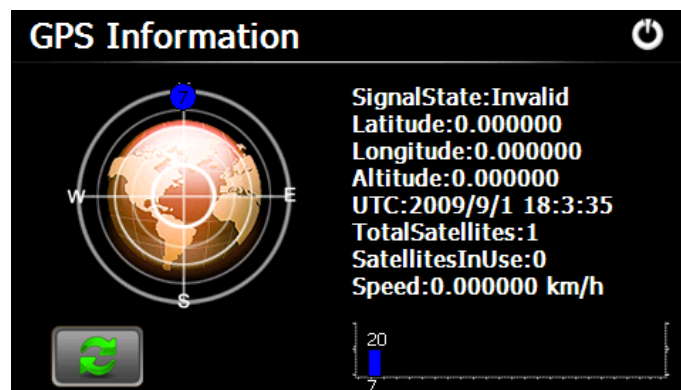 GPS Information
7
W
E
S
SignalState:Invalid
Latitude:0.000000
Longitude:0.000000
Altitude:0.000000
UTC:2009/9/1 18:3:35
TotalSatellites:1
SatellitesInUse:0
Speed:0.000000 km/h
20
7